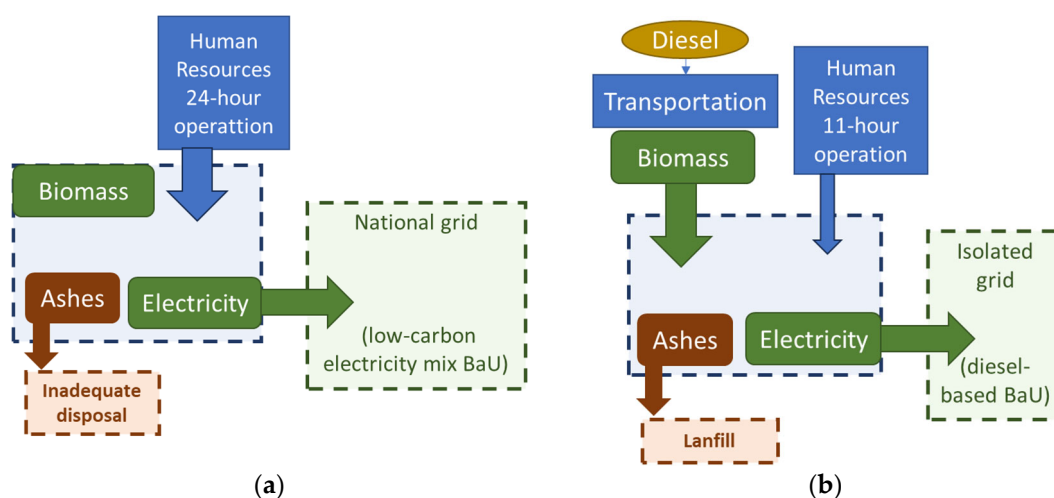 Human
Resources
24-hour
operattion
Biomass
National grid
Ashes
Electricity
(low-carbon
electricity mix BaU)
Inadequate
disposal
(a)
Diesel
Transportation
Human
Resources
11-hour
operation
Biomass
Isolated
grid
Ashes
Electricity
(diesel-
based BaU)
Lanfill
(b)